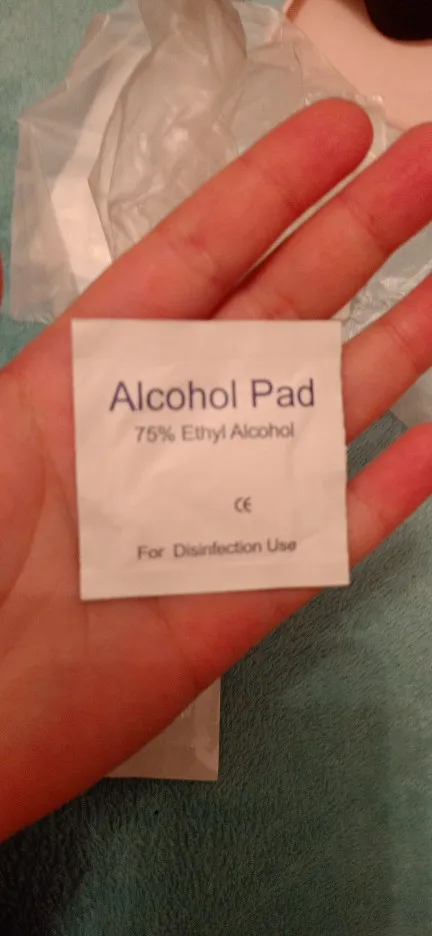 Alcohol Pad
75% Ethyl Alcohol
CE
For Disinfection Use